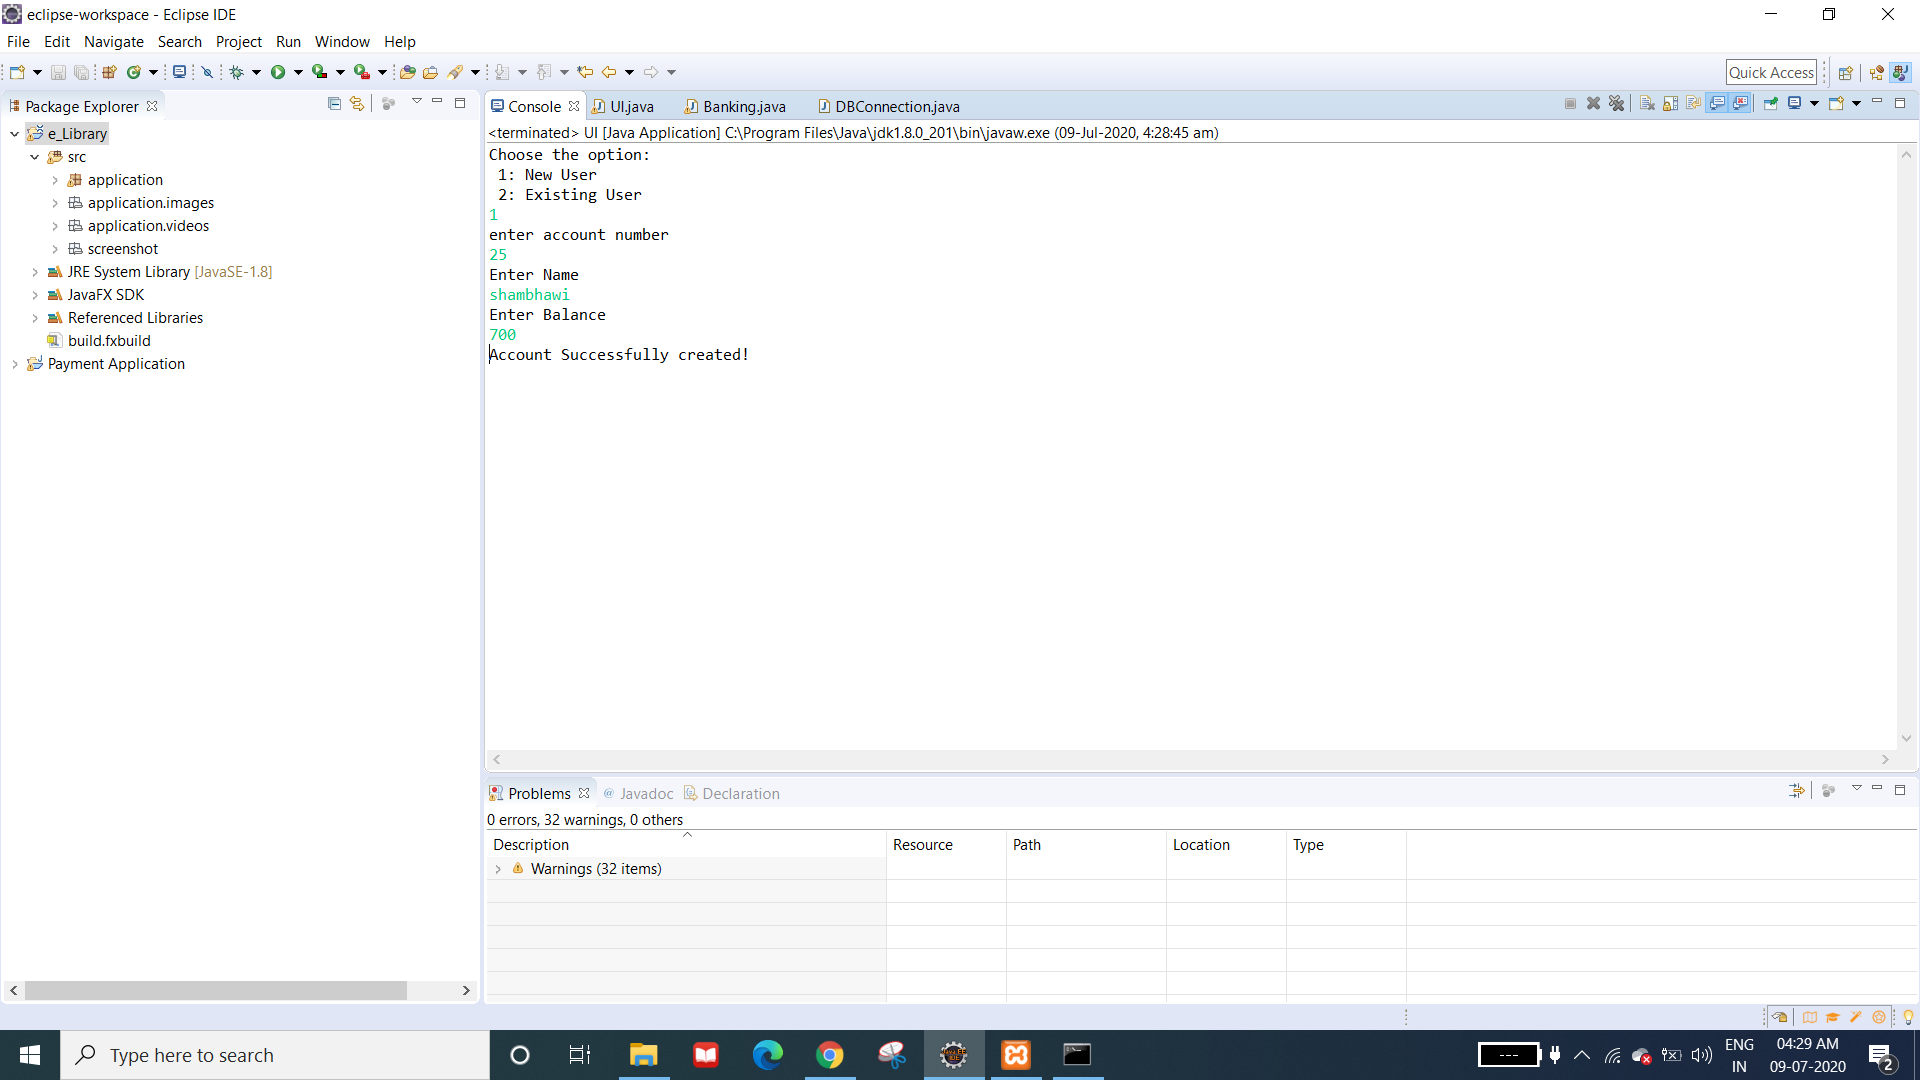 eclipse-workspace - Eclipse IDE
File Edit Navigate Search Project Run Window Help
Quick Access
Package Explorer
e_Library
src
application
application.images
application.videos
screenshot
JRE System Library [JavaSE-1.8]
JavaFX SDK
Referenced Libraries
build.fxbuild
Payment Application
Console UI.java Banking.java DBConnection.java
<terminated> UI [Java Application] C:\Program Files\Java\jdk1.8.0_201\bin\javaw.exe (09-Jul-2020, 4:28:45 am)
Choose the option:
1: New User
2: Existing User
1
enter account number
25
Enter Name
shambhawi
Enter Balance
700
Account Successfully created!
Problems @ Javadoc Declaration
0 errors, 32 warnings, 0 others
Description Resource Path Location Type
Warnings (32 items)
Type here to search
ENG
IN
04:29 AM
09-07-2020
2